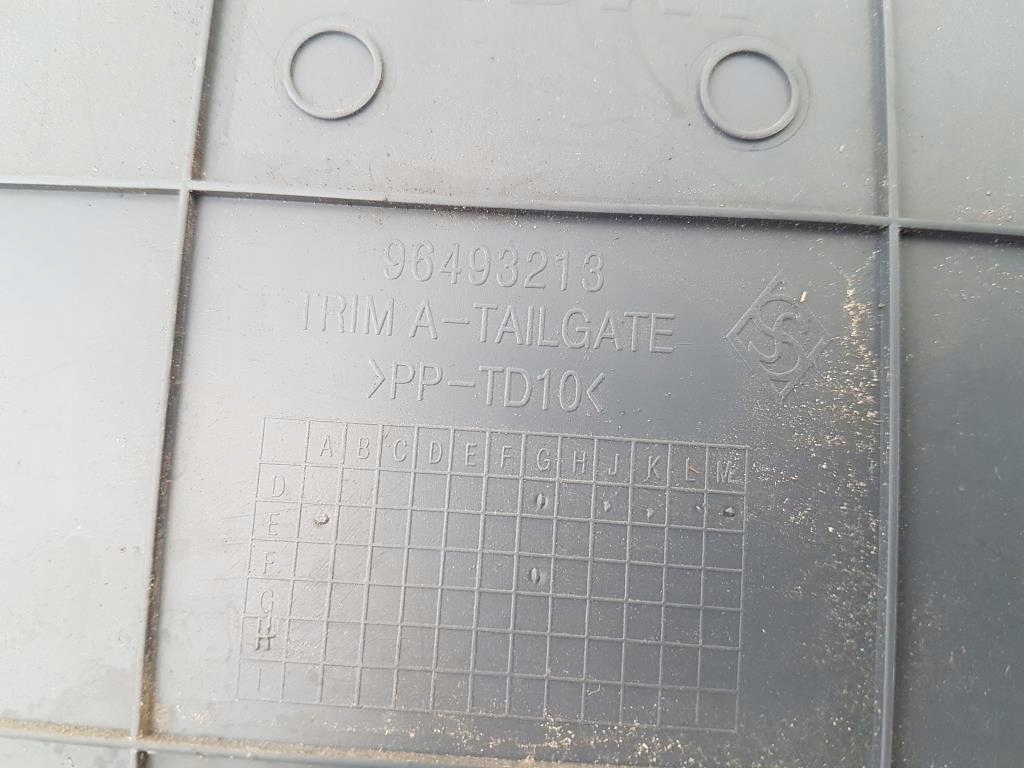 96493213
TRIM A-TAILGATE
>PP-TD10<
A B C D E F G H J K L M
D
E
F
G
H
I